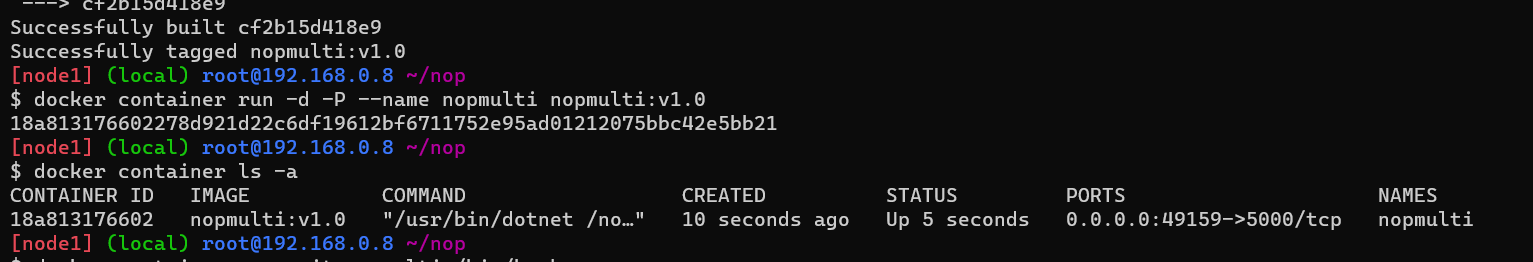 ---> cf2b15d418e9
Successfully built cf2b15d418e9
Successfully tagged nopmulti:v1.0
[node1] (local) root@192.168.0.8 ~/nop
$ docker container run -d -P --name nopmulti nopmulti:v1.0
18a813176602278d921d22c6df19612bf6711752e95ad01212075bbc42e5bb21
[node1] (local) root@192.168.0.8 ~/nop
$ docker container ls -a
CONTAINER ID IMAGE COMMAND CREATED STATUS PORTS NAMES
18a813176602 nopmulti:v1.0 "/usr/bin/dotnet /no…" 10 seconds ago Up 5 seconds 0.0.0.0:49159->5000/tcp nopmulti
[node1] (local) root@192.168.0.8 ~/nop